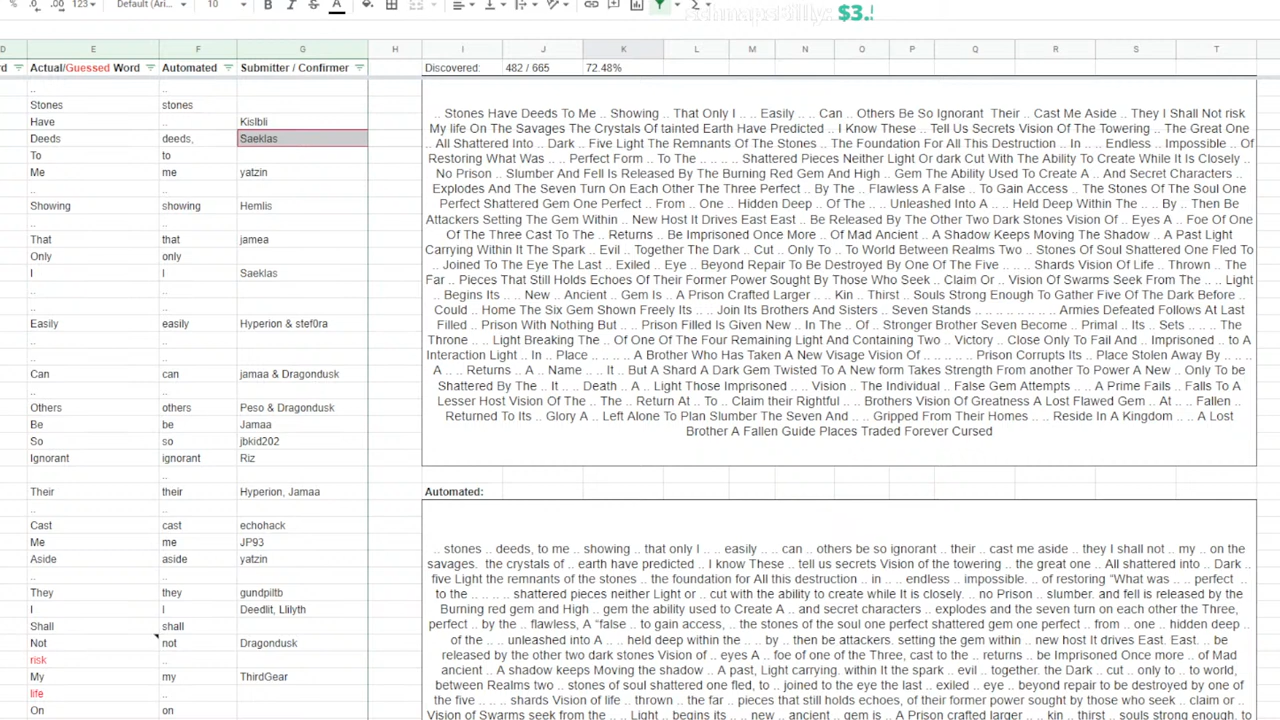 % .0 .00 123 Default (Ari... 10 B I S A
schnapsBilly: $3.
D E F G H I J K L M N O P Q R S T
rd Actual/Guessed Word Automated Submitter / Confirmer Discovered: 482 / 665 72.48%
..
Stones stones
Have .. Kislbli
Deeds deeds, Saeklas
To to
Me me yatzin
.. ..
Showing showing Hemlis
.. ..
That that jamea
Only only
I I Saeklas
.. ..
.. ..
Easily easily Hyperion & stef0ra
.. ..
.. ..
Can can jamaa & Dragondusk
.. ..
Others others Peso & Dragondusk
Be be Jamaa
So so jbkid202
Ignorant ignorant Riz
..
Their their Hyperion, Jamaa
.. ..
Cast cast echohack
Me me JP93
Aside aside yatzin
.. ..
They they gundpiltb
I I Deedlit, Llilyth
Shall shall
Not not Dragondusk
risk ..
My my ThirdGear
life ..
On on
.. Stones Have Deeds To Me .. Showing .. That Only I .. .. Easily .. .. Can .. Others Be So Ignorant Their .. Cast Me Aside .. They I Shall Not risk
My life On The Savages The Crystals Of tainted Earth Have Predicted .. I Know These .. Tell Us Secrets Vision Of The Towering .. The Great One
.. All Shattered Into .. Dark .. Five Light The Remnants Of The Stones .. The Foundation For All This Destruction .. In .. Endless .. Impossible .. Of
Restoring What Was .. .. Perfect Form .. To The .. .. .. Shattered Pieces Neither Light Or dark Cut With The Ability To Create While It Is Closely ..
No Prison .. Slumber And Fell Is Released By The Burning Red Gem And High .. Gem The Ability Used To Create A .. And Secret Characters ..
Explodes And The Seven Turn On Each Other The Three Perfect .. By The .. Flawless A False .. To Gain Access .. The Stones Of The Soul One
Perfect Shattered Gem One Perfect .. From .. One .. Hidden Deep .. Of The .. .. Unleashed Into A .. .. Held Deep Within The .. .. By .. Then Be
Attackers Setting The Gem Within .. New Host It Drives East East .. Be Released By The Other Two Dark Stones Vision Of .. Eyes A .. Foe Of One
Of The Three Cast To The .. Returns .. Be Imprisoned Once More .. Of Mad Ancient .. A Shadow Keeps Moving The Shadow .. A Past Light
Carrying Within It The Spark .. Evil .. Together The Dark .. Cut .. Only To .. To World Between Realms Two .. Stones Of Soul Shattered One Fled To
.. Joined To The Eye The Last .. Exiled .. Eye .. Beyond Repair To Be Destroyed By One Of The Five .. .. .. Shards Vision Of Life .. Thrown .. The
Far .. Pieces That Still Holds Echoes Of Their Former Power Sought By Those Who Seek .. Claim Or .. Vision Of Swarms Seek From The .. .. Light
.. Begins Its .. .. New .. Ancient .. Gem Is .. A Prison Crafted Larger .. .. Kin .. Thirst .. Souls Strong Enough To Gather Five Of The Dark Before ..
Could .. Home The Six Gem Shown Freely Its .. Join Its Brothers And Sisters .. Seven Stands .. .. .. .. Armies Defeated Follows At Last
Filled .. Prison With Nothing But .. .. Prison Filled Is Given New .. In The .. Of .. Stronger Brother Seven Become .. Primal .. Its .. Sets .. .. The
Throne .. .. Light Breaking The .. Of One Of The Four Remaining Light And Containing Two .. Victory .. Close Only To Fail And .. Imprisoned .. to A
Interaction Light .. In .. Place .. .. .. A Brother Who Has Taken A New Visage Vision Of .. .. .. .. .. Prison Corrupts Its .. Place Stolen Away By .. ..
A .. .. Returns .. A .. Name .. .. It .. But A Shard A Dark Gem Twisted To A New form Takes Strength From another To Power A New .. Only To be
Shattered By The .. It .. Death .. A .. Light Those Imprisoned .. .. Vision .. The Individual .. False Gem Attempts .. .. A Prime Fails .. Falls To A
Lesser Host Vision Of The .. The .. Return At .. To .. Claim their Rightful .. .. Brothers Vision Of Greatness A Lost Flawed Gem .. At .. .. Fallen ..
Returned To Its .. Glory A .. Left Alone To Plan Slumber The Seven And .. .. Gripped From Their Homes .. .. Reside In A Kingdom .. .. A Lost
Brother A Fallen Guide Places Traded Forever Cursed
Automated:
.. stones .. deeds, to me .. showing .. that only I .. .. easily .. .. can .. others be so ignorant .. their .. cast me aside .. they I shall not .. my .. on the
savages. the crystals of .. earth have predicted .. I know These .. tell us secrets Vision of the towering .. the great one .. All shattered into .. Dark ..
five Light the remnants of the stones .. the foundation for All this destruction .. in .. endless .. impossible. .. of restoring “What was .. .. perfect ..
to the .. .. .. shattered pieces neither Light or .. cut with the ability to create while It is closely. .. no Prison .. slumber. and fell is released by the
Burning red gem and High .. gem the ability used to Create A .. and secret characters .. explodes and the seven turn on each other the Three,
perfect .. by the .. flawless, A “false .. to gain access, .. the stones of the soul one perfect shattered gem one perfect .. from .. one .. hidden deep ..
of the .. .. unleashed into A .. .. held deep within the .. .. by .. then be attackers. setting the gem within .. new host it drives East. East. .. be
released by the other two dark stones Vision of .. eyes A .. foe of one of the Three, cast to the .. returns .. be Imprisoned Once more .. of Mad
ancient .. A shadow keeps Moving the shadow .. A past, Light carrying. within It the spark .. evil .. together. the Dark .. cut .. only to .. to world,
between Realms two .. stones of soul shattered one fled, to .. joined to the eye the last .. exiled .. eye .. beyond repair to be destroyed by one of
the five .. .. .. shards Vision of life .. thrown .. the far .. pieces that still holds echoes of, their former power sought by those who seek .. claim or ..
Vision of Swarms seek from the .. .. Light .. begins its .. .. new .. ancient .. gem is .. A Prison crafted larger .. .. kin .. thirst .. souls strong enough to